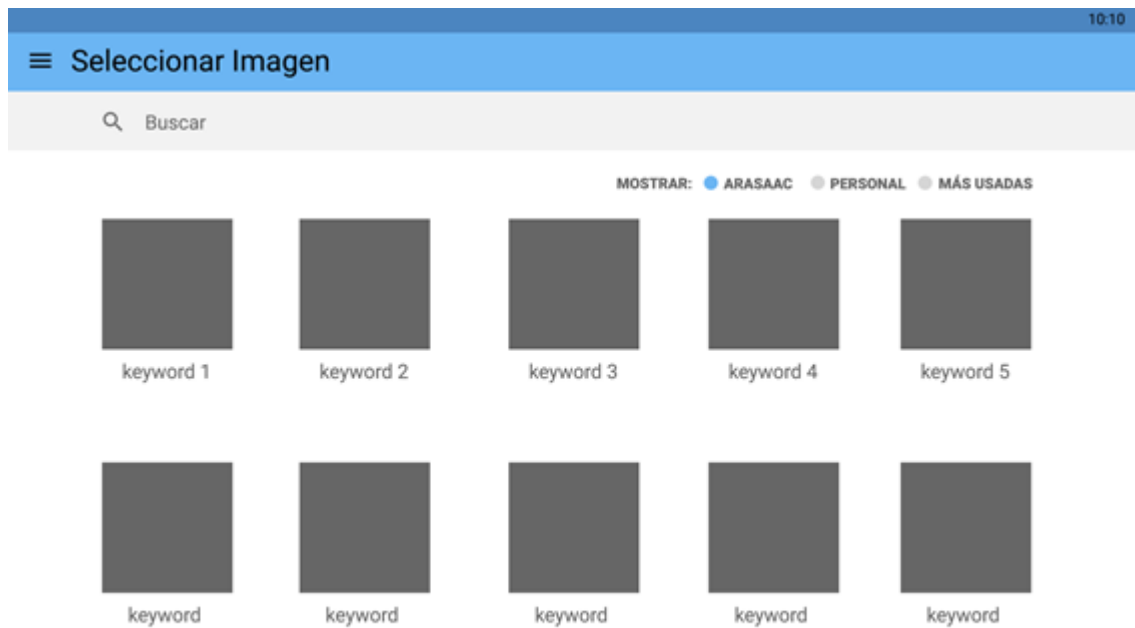 10:10
Seleccionar Imagen
Buscar
MOSTRAR: ARASAAC PERSONAL MÁS USADAS
keyword 1 keyword 2 keyword 3 keyword 4 keyword 5
keyword keyword keyword keyword keyword